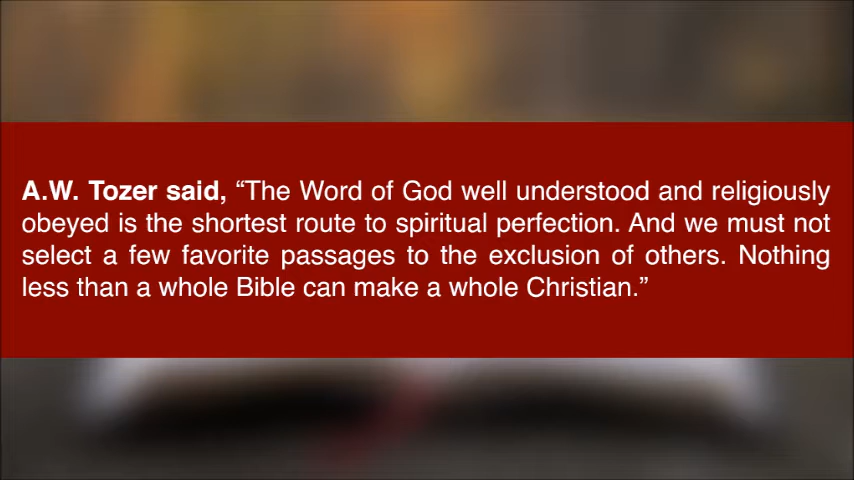 A.W. Tozer said, “The Word of God well understood and religiously
obeyed is the shortest route to spiritual perfection. And we must not
select a few favorite passages to the exclusion of others. Nothing
less than a whole Bible can make a whole Christian.”